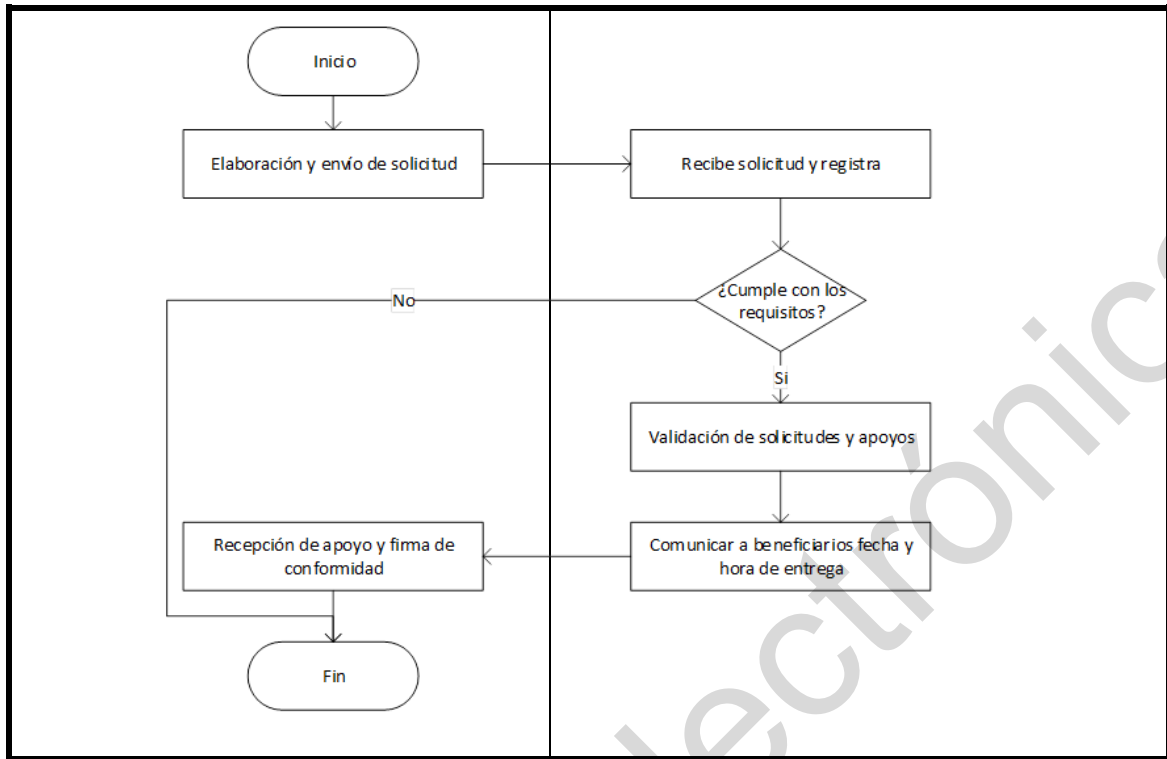 Inicio
Elaboración y envío de solicitud
Recibe solicitud y registra
¿Cumple con los
requisitos?
No
Si
Validación de solicitudes y apoyos
Comunicar a beneficiarios fecha y
hora de entrega
Recepción de apoyo y firma de
conformidad
Fin